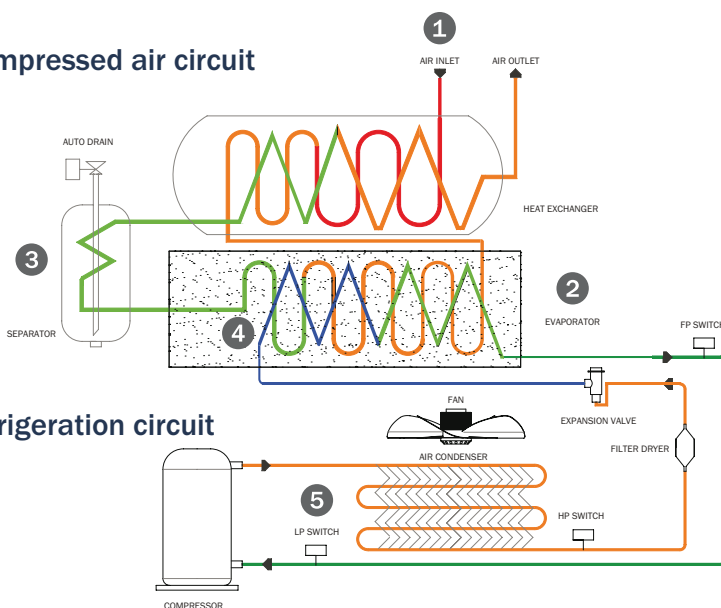 1
mpressed air circuit
AIR INLET
AIR OUTLET
AUTO DRAIN
HEAT EXCHANGER
3
2
EVAPORATOR
4
SEPARATOR
FP SWITCH
rigeration circuit
FAN
EXPANSION VALVE
FILTER DRYER
AIR CONDENSER
5
LP SWITCH
HP SWITCH
COMPRESSOR